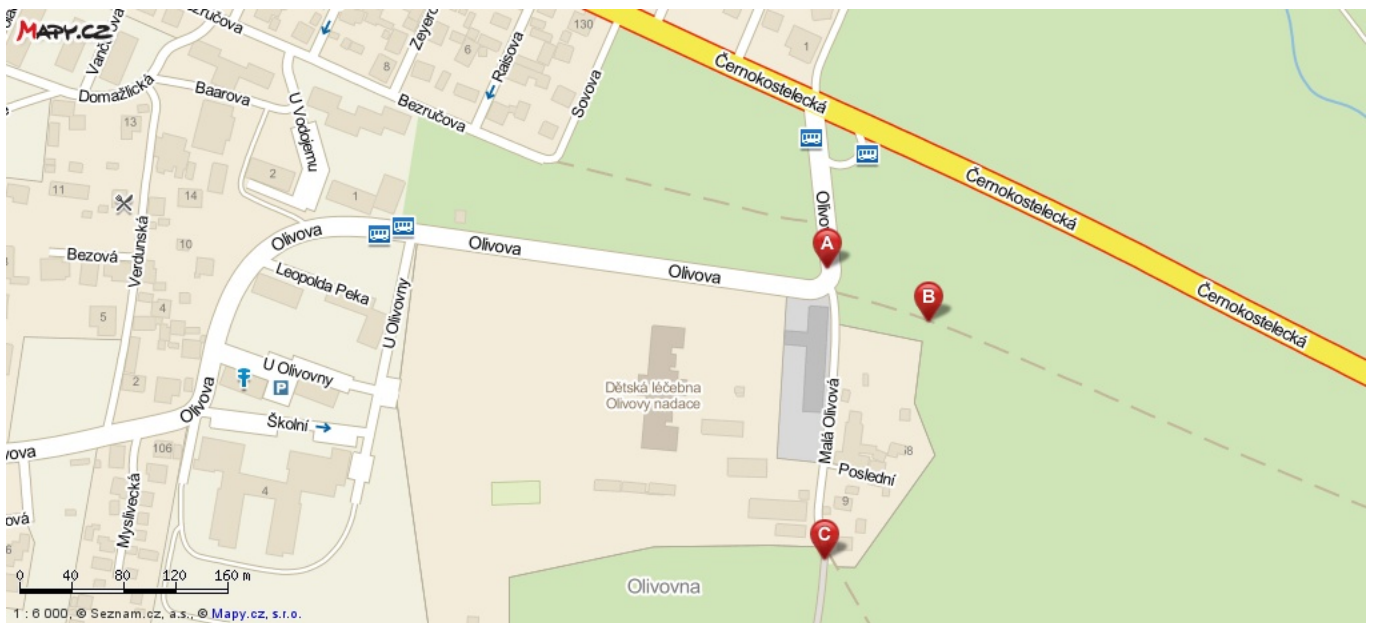 MAPY.CZ
Bezručova
130
Vančurova
Zeyerova
6
Raisova
1
8
Domažlická
Baarova
U Vodojemu
Bezručova
Sovova
Černokostelecká
13
2
11
14
1
Černokostelecká
Verdunská
Olivova
Bezová
10
Olivova
Olivova
Olivova
A
Leopolda Peka
B
Černokostelecká
5
4
U Olivovny
2
U Olivovny
P
Dětská léčebna
Olivovy nadace
Olivova
Školní
Malá Olivová
106
Poslední
4
9
Myslivecká
C
6
Olivovna
0 40 80 120 160 m
1 : 6 000, © Seznam.cz, a.s., © Mapy.cz, s.r.o.